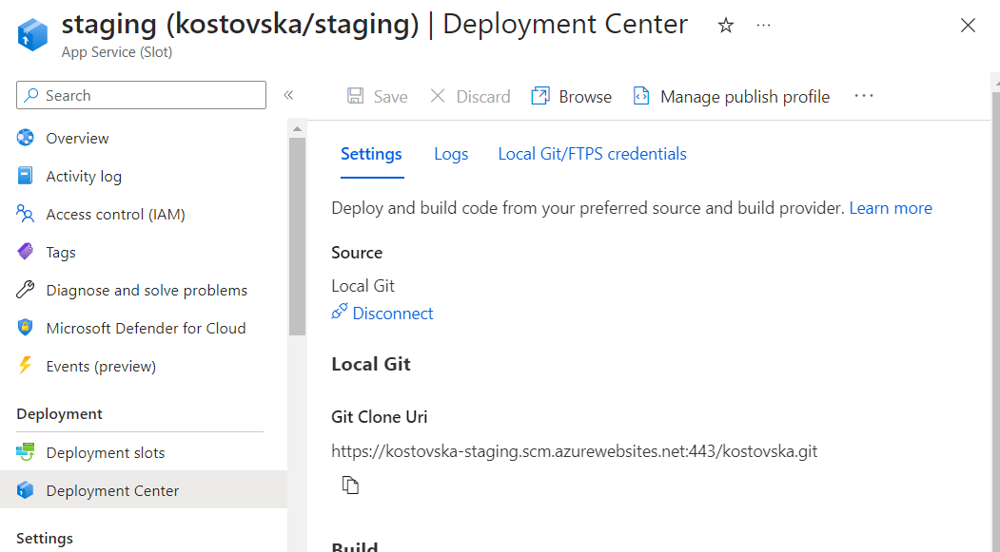 staging (kostovska/staging) | Deployment Center
App Service (Slot)
Search
Overview
Activity log
Access control (IAM)
Tags
Diagnose and solve problems
Microsoft Defender for Cloud
Events (preview)
Deployment
Deployment slots
Deployment Center
Settings
Save Discard Browse Manage publish profile
Settings Logs Local Git/FTPS credentials
Deploy and build code from your preferred source and build provider. Learn more
Source
Local Git
Disconnect
Local Git
Git Clone Uri
https://kostovska-staging.scm.azurewebsites.net:443/kostovska.git
Build